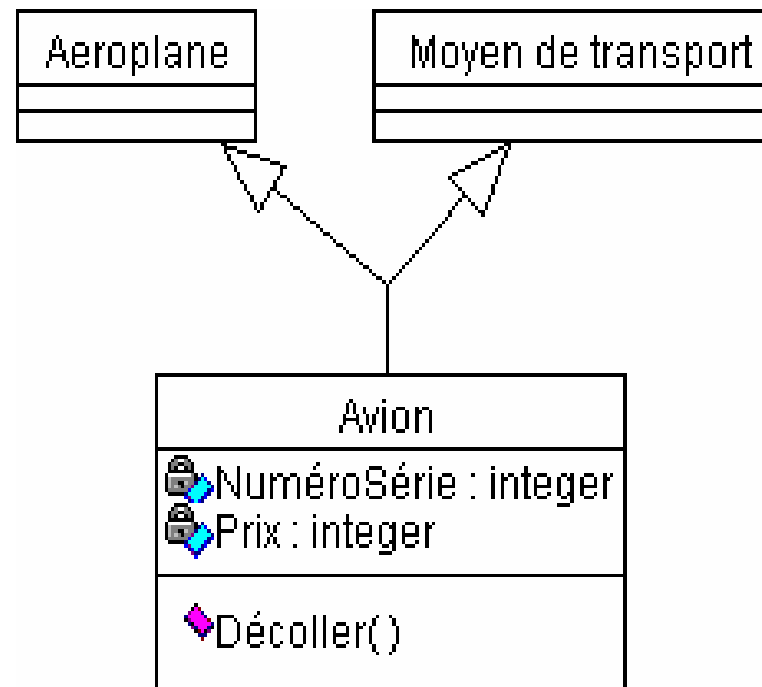 Aeroplane
Moyen de transport
Avion
NuméroSérie : integer
Prix : integer
Décoller()